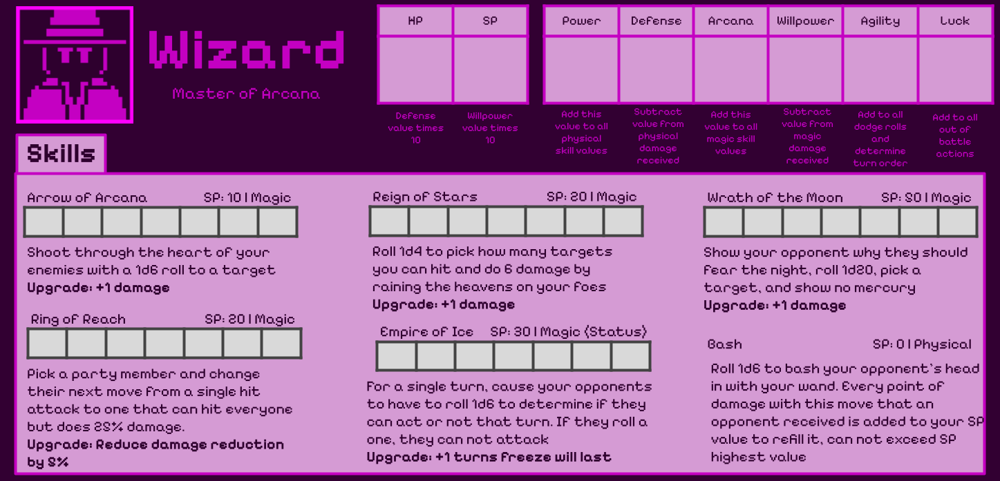 Wizard
Master of Arcana
HP SP
Defense value times 10
Willpower value times 10
Power Defense Arcana Willpower Agility Luck
Add this
value to all
physical
skill values
Subtract
value from
physical
damage
received
Add this
value to all
magic skill
values
Subtract
value from
magic
damage
received
Add to all
dodge rolls
and
determine
turn order
Add to all
out of
battle
actions
Skills
Arrow of Arcana SP: 10 | Magic
Shoot through the heart of your
enemies with a 1d6 roll to a target
Upgrade: +1 damage
Ring of Reach SP: 20 | Magic
Pick a party member and change
their next move from a single hit
attack to one that can hit everyone
but does 25% damage.
Upgrade: Reduce damage reduction
by 5%
Reign of Stars SP: 20 | Magic
Roll 1d4 to pick how many targets
you can hit and do 6 damage by
raining the heavens on your foes
Upgrade: +1 damage
Empire of Ice SP: 30 | Magic (Status)
For a single turn, cause your opponents
to have to roll 1d6 to determine if they
can act or not that turn. If they roll a
one, they can not attack
Upgrade: +1 turns freeze will last
Wrath of the Moon SP: 50 | Magic
Show your opponent why they should
fear the night, roll 1d20, pick a
target, and show no mercury
Upgrade: +1 damage
Bash SP: 0 | Physical
Roll 1d6 to bash your opponent's head
in with your wand. Every point of
damage with this move that an
opponent received is added to your SP
value to refill it, can not exceed SP
highest value